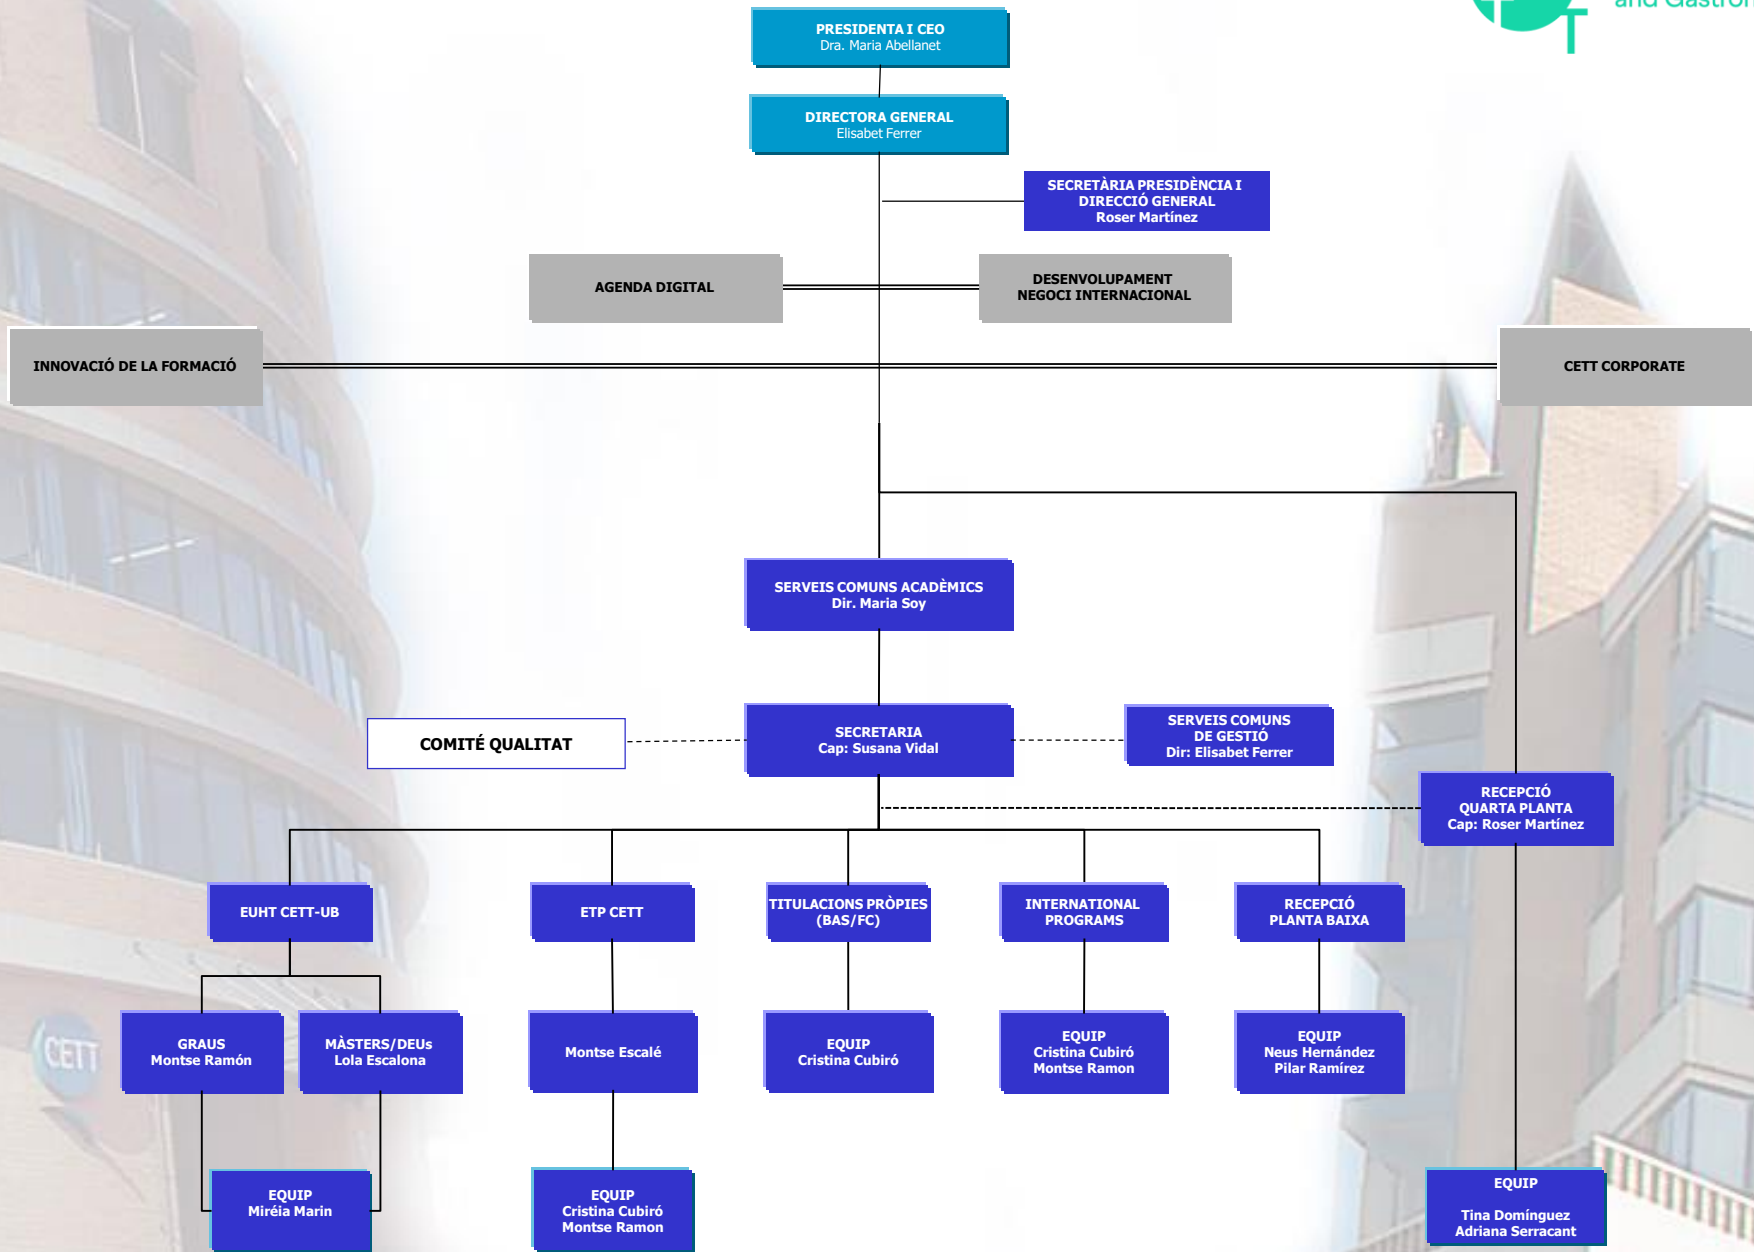 and Gastron
T
PRESIDENTA I CEO
Dra. Maria Abellanet
DIRECTORA GENERAL
Elisabet Ferrer
SECRETÀRIA PRESIDÈNCIA I
DIRECCIÓ GENERAL
Roser Martínez
AGENDA DIGITAL
DESENVOLUPAMENT
NEGOCI INTERNACIONAL
INNOVACIÓ DE LA FORMACIÓ
CETT CORPORATE
SERVEIS COMUNS ACADÈMICS
Dir. Maria Soy
COMITÉ QUALITAT
SECRETARIA
Cap: Susana Vidal
SERVEIS COMUNS
DE GESTIÓ
Dir: Elisabet Ferrer
RECEPCIÓ
QUARTA PLANTA
Cap: Roser Martínez
EUHT CETT-UB
ETP CETT
TITULACIONS PRÒPIES
(BAS/FC)
INTERNATIONAL
PROGRAMS
RECEPCIÓ
PLANTA BAIXA
GRAUS
Montse Ramón
MÀSTERS/DEUs
Lola Escalona
Montse Escalé
EQUIP
Cristina Cubiró
EQUIP
Cristina Cubiró
Montse Ramon
EQUIP
Neus Hernández
Pilar Ramírez
EQUIP
Miréia Marin
EQUIP
Cristina Cubiró
Montse Ramon
EQUIP
Tina Domínguez
Adriana Serracant
CETT